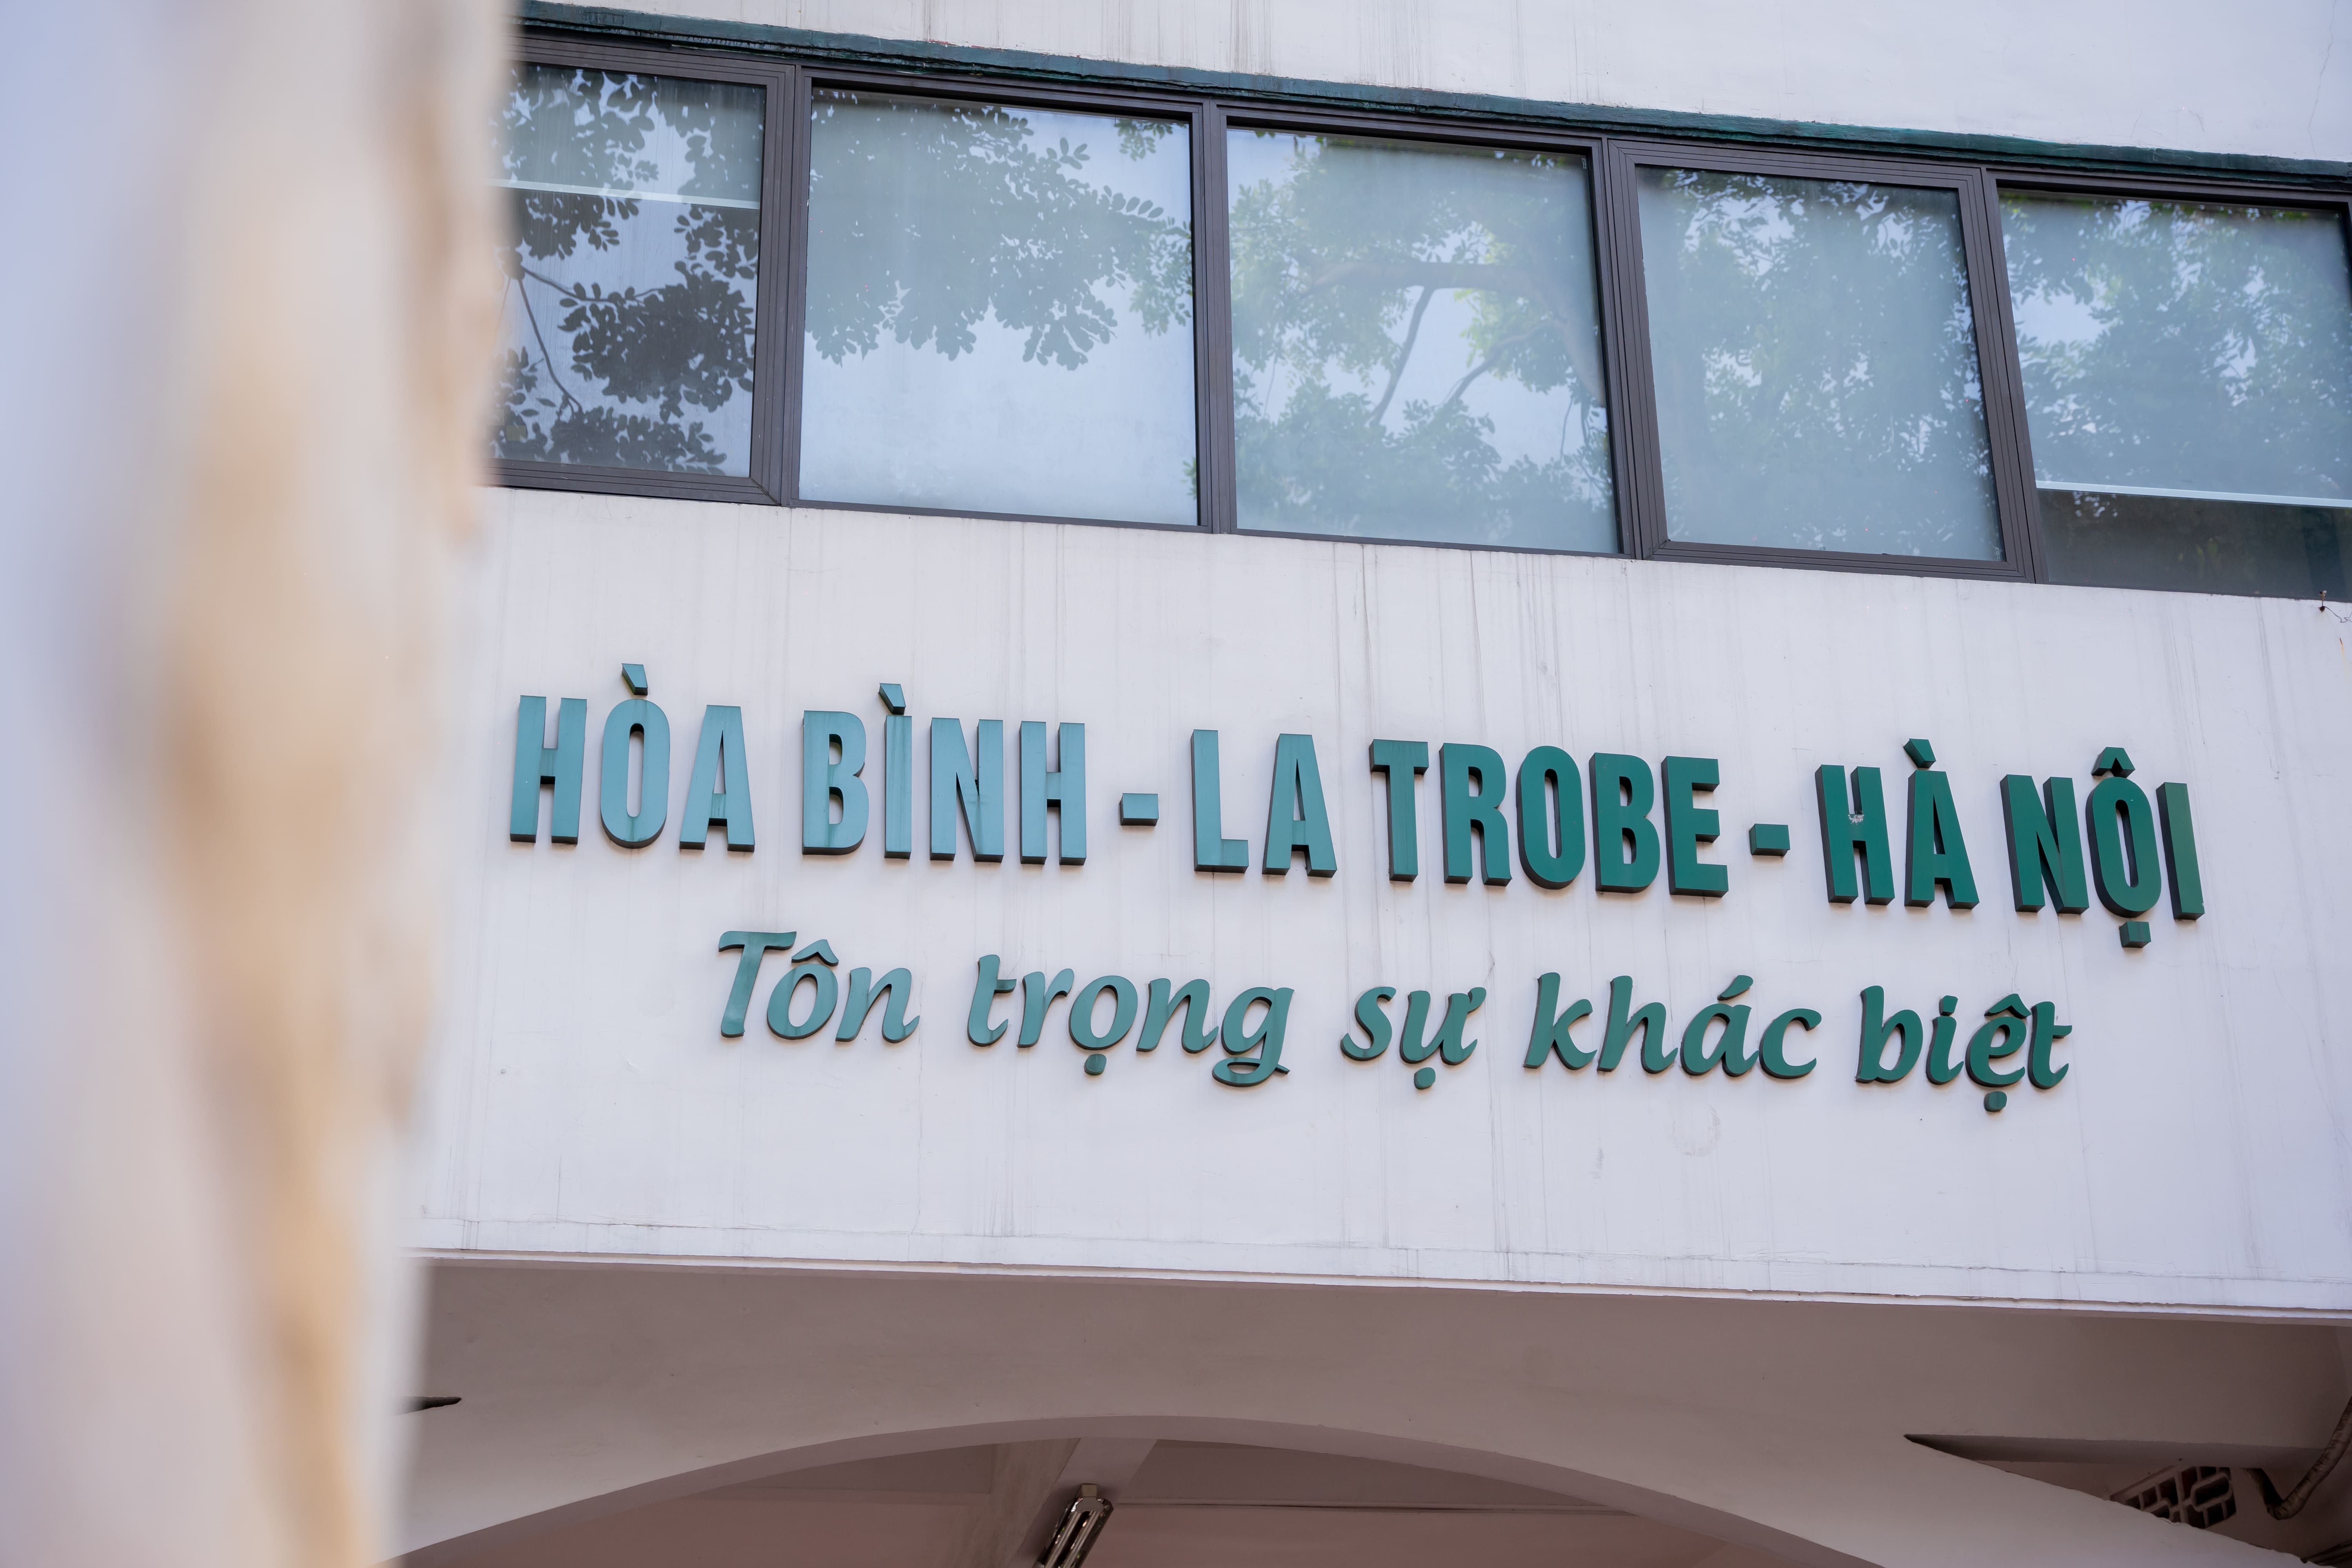 HÒA BÌNH - LA TROBE - HÀ NỘI
Tôn trọng sự khác biệt